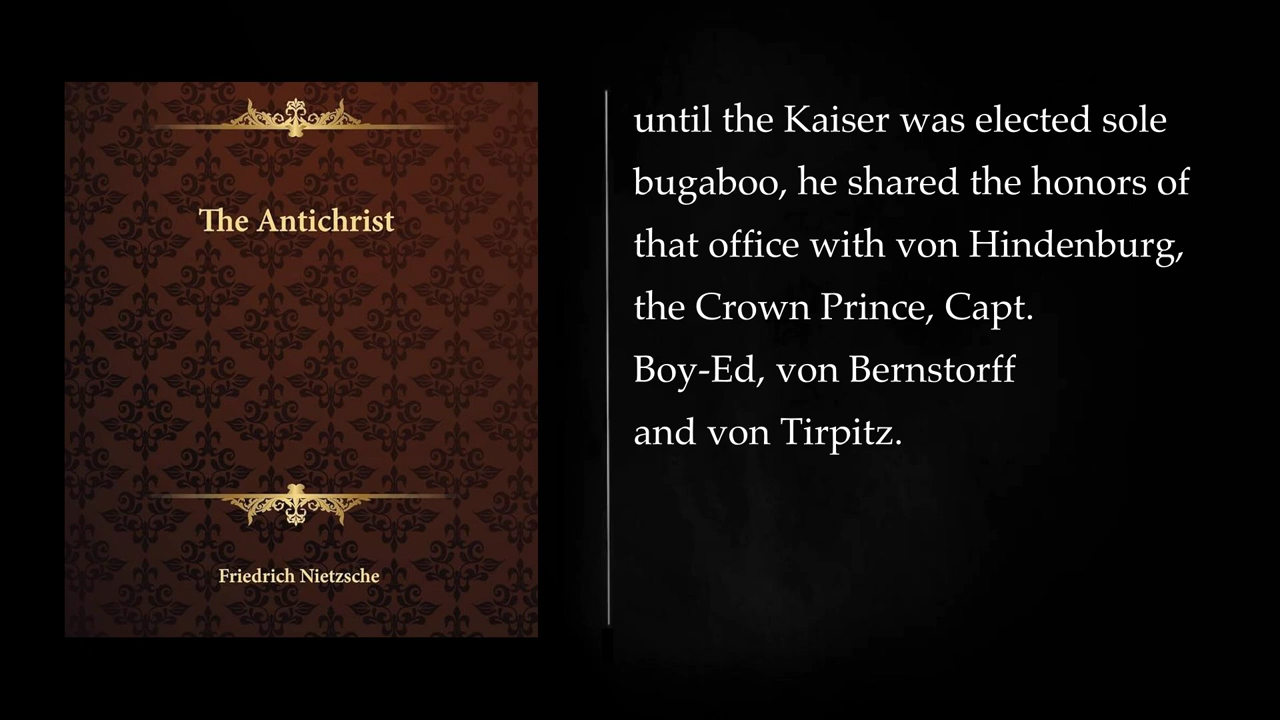 The Antichrist
Friedrich Nietzsche
until the Kaiser was elected sole
bugaboo, he shared the honors of
that office with von Hindenburg,
the Crown Prince, Capt.
Boy-Ed, von Bernstorff
and von Tirpitz.